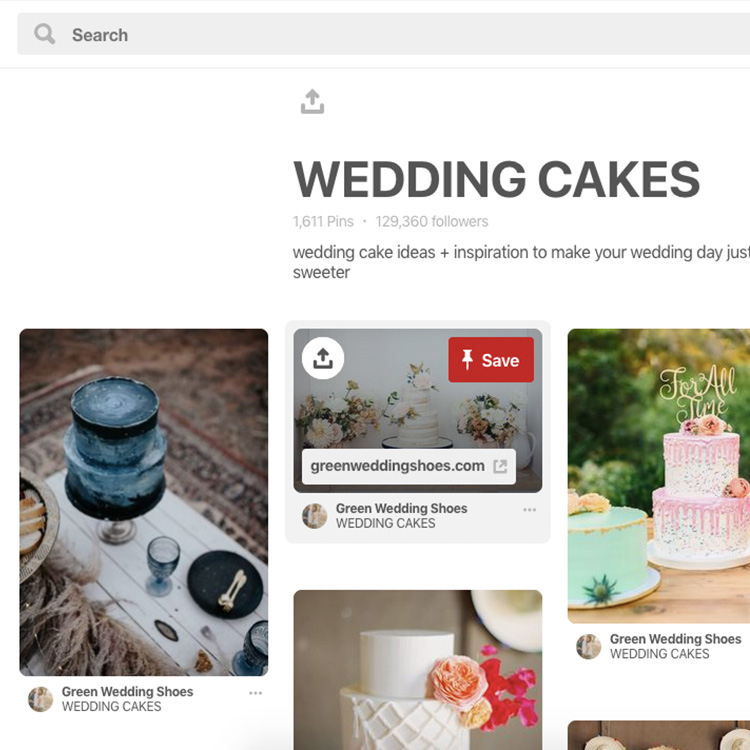 Search
WEDDING CAKES
1,611 Pins · 129,360 followers
wedding cake ideas + inspiration to make your wedding day just
sweeter
Save
greenweddingshoes.com
Green Wedding Shoes
WEDDING CAKES
For All
Time
Green Wedding Shoes
WEDDING CAKES
Green Wedding Shoes
WEDDING CAKES